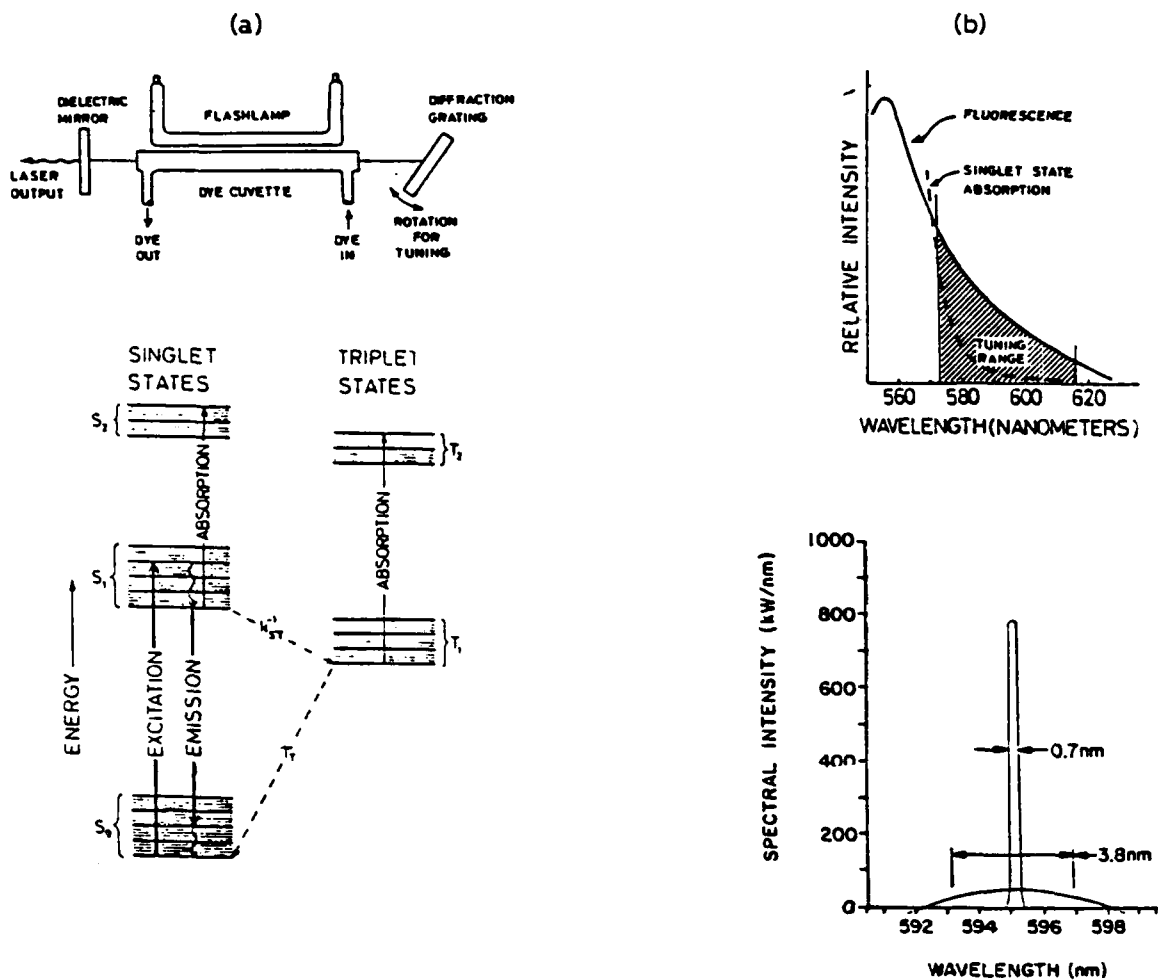 (a)
DIELECTRIC
MIRROR
FLASHLAMP
DIFFRACTION
GRATING
LASER
OUTPUT
DYE CUVETTE
DYE
OUT
DYE
IN
ROTATION
FOR
TUNING
SINGLET
STATES
TRIPLET
STATES
S2
T2
ABSORPTION
ABSORPTION
S1
T1
ENERGY
EXCITATION
EMISSION
S0
(b)
RELATIVE INTENSITY
FLUORESCENCE
SINGLET STATE
ABSORPTION
TUNING
RANGE
560 580 600 620
WAVELENGTH(NANOMETERS)
SPECTRAL INTENSITY (kW/nm)
1000
800
600
400
200
0
0.7nm
3.8nm
592 594 596 598
WAVELENGTH (nm)